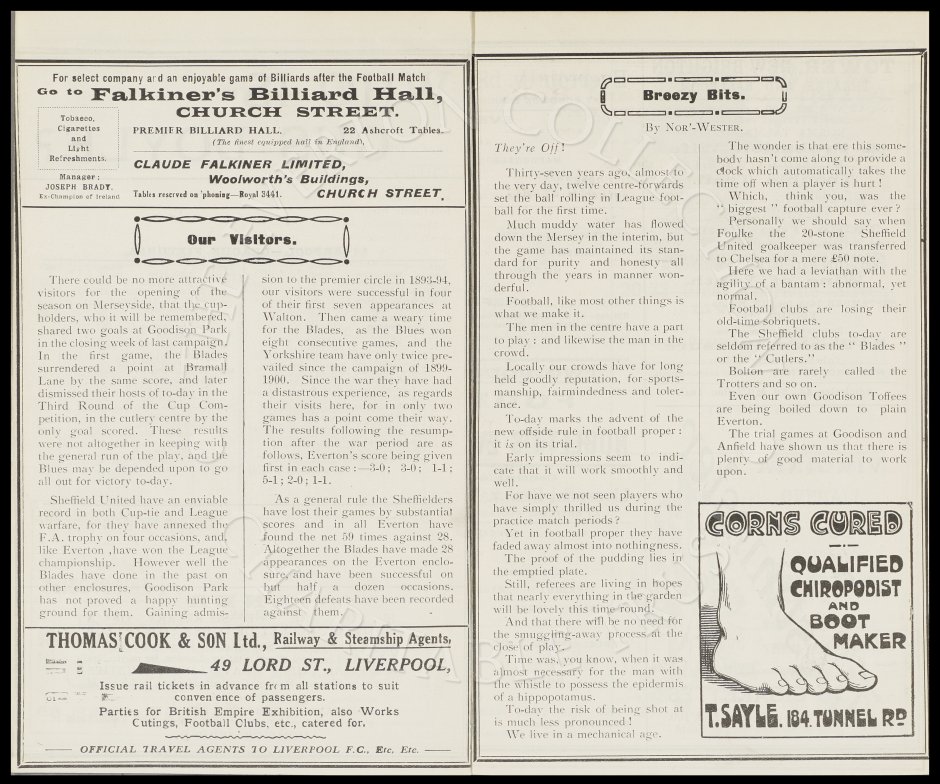 For select company and an enjoyable game of Billiards after the Football Match
Go to Falkiner's Billiard Hall,
CHURCH STREET.
Tobacco,
Cigarettes
and
Light
Refreshments.
Manager:
JOSEPH BRADY.
Ex-Champion of Ireland
PREMIER BILLIARD HALL. 22 Ashcroft Tables.
(The finest equipped hall in England),
CLAUDE FALKINER LIMITED,
Woolworth's Buildings,
Tables reserved on 'phoning—Royal 3441. CHURCH STREET.
Our Visitors.
There could be no more attractive
visitors for the opening of the
season on Merseyside, that the cup-
holders, who it will be remembered,
shared two goals at Goodison Park
in the closing week of last campaign.
In the first game, the Blades
surrendered a point at Bramall
Lane by the same score, and later
dismissed their hosts of to-day in the
Third Round of the Cup Com-
petition, in the cutlery centre by the
only goal scored. These results
were not altogether in keeping with
the general run of the play, and the
Blues may be depended upon to go
all out for victory to-day.
Sheffield United have an enviable
record in both Cup-tie and League
warfare, for they have annexed the
F.A. trophy on four occasions, and,
like Everton ,have won the League
championship. However well the
Blades have done in the past on
other enclosures, Goodison Park
has not proved a happy hunting
ground for them. Gaining admis-
sion to the premier circle in 1893-94,
our visitors were successful in four
of their first seven appearances at
Walton. Then came a weary time
for the Blades, as the Blues won
eight consecutive games, and the
Yorkshire team have only twice pre-
vailed since the campaign of 1899-
1900. Since the war they have had
a distastrous experience, as regards
their visits here, for in only two
games has a point come their way.
The results following the resump-
tion after the war period are as
follows, Everton's score being given
first in each case :—3-0; 3-0; 1-1;
5-1; 2-0; 1-1.
As a general rule the Sheffielders
have lost their games by substantial
scores and in all Everton have
found the net 59 times against 28.
Altogether the Blades have made 28
appearances on the Everton enclo-
sure, and have been successful on
but half a dozen occasions.
Eighteen defeats have been recorded
against them.
THOMAS COOK & SON Ltd., Railway & Steamship Agents,
49 LORD ST., LIVERPOOL,
Issue rail tickets in advance from all stations to suit
convenience of passengers.
Parties for British Empire Exhibition, also Works
Cutings, Football Clubs, etc., catered for.
OFFICIAL TRAVEL AGENTS TO LIVERPOOL F.C., Etc. Etc.
Breezy Bits.
By Nor'-Wester.
They're Off!
Thirty-seven years ago, almost to
the very day, twelve centre-forwards
set the ball rolling in League foot-
ball for the first time.
Much muddy water has flowed
down the Mersey in the interim, but
the game has maintained its stan-
dard for purity and honesty all
through the years in manner won-
derful.
Football, like most other things is
what we make it.
The men in the centre have a part
to play : and likewise the man in the
crowd.
Locally our crowds have for long
held goodly reputation, for sports-
manship, fairmindedness and toler-
ance.
To-day marks the advent of the
new offside rule in football proper :
it is on its trial.
Early impressions seem to indi-
cate that it will work smoothly and
well.
For have we not seen players who
have simply thrilled us during the
practice match periods ?
Yet in football proper they have
faded away almost into nothingness.
The proof of the pudding lies in
the emptied plate.
Still, referees are living in hopes
that nearly everything in the garden
will be lovely this time round.
And that there will be no need for
the smuggling-away process at the
close of play.
Time was, you know, when it was
almost necessary for the man with
the whistle to possess the epidermis
of a hippopotamus.
To-day the risk of being shot at
is much less pronounced !
We live in a mechanical age.
The wonder is that ere this some-
body hasn't come along to provide a
clock which automatically takes the
time off when a player is hurt !
Which, think you, was the
" biggest " football capture ever ?
Personally we should say when
Foulke the 20-stone Sheffield
United goalkeeper was transferred
to Chelsea for a mere £50 note.
Here we had a leviathan with the
agility of a bantam : abnormal, yet
normal.
Football clubs are losing their
old-time sobriquets.
The Sheffield clubs to-day are
seldom referred to as the " Blades "
or the " Cutlers."
Bolton are rarely called the
Trotters and so on.
Even our own Goodison Toffees
are being boiled down to plain
Everton.
The trial games at Goodison and
Anfield have shown us that there is
plenty of good material to work
upon.
CORNS CURED
QUALIFIED
CHIROPODIST
AND
BOOT
MAKER
T. SAYLE. 184. TUNNEL RD